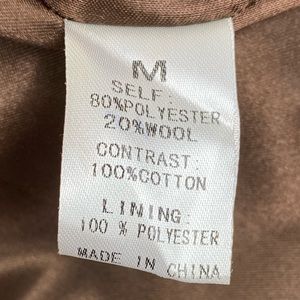 M
SELF:
80%POLYESTER
20%WOOL
CONTRAST:
100%COTTON
LINING:
100 % POLYESTER
MADE IN CHINA